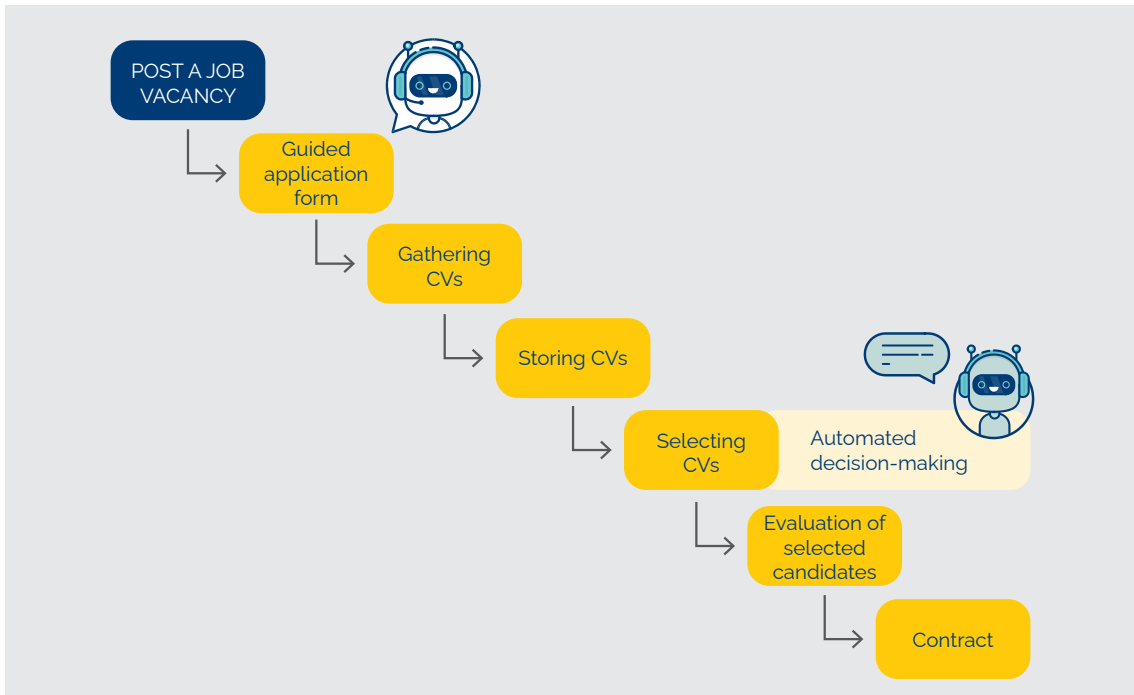 POST A JOB
VACANCY
Guided
application
form
Gathering
CVs
Storing CVs
Selecting
CVs
Automated
decision-making
Evaluation of
selected
candidates
Contract